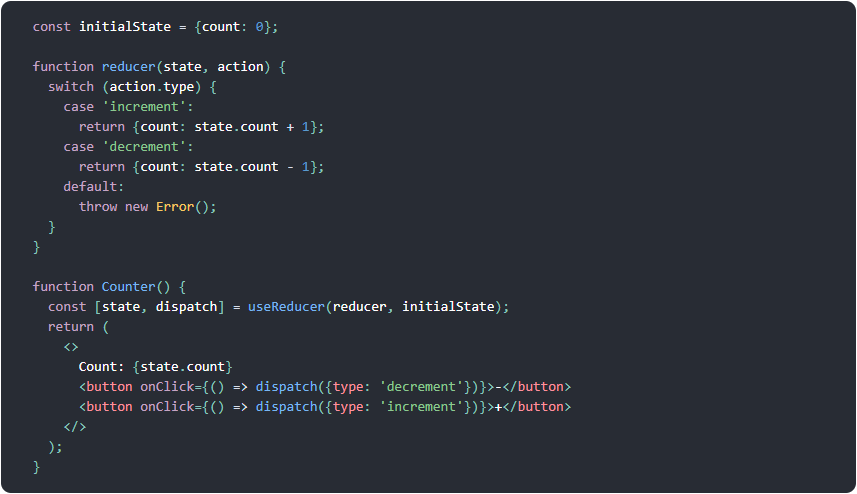 const initialState = {count: 0};

function reducer(state, action) {
  switch (action.type) {
    case 'increment':
      return {count: state.count + 1};
    case 'decrement':
      return {count: state.count - 1};
    default:
      throw new Error();
  }
}

function Counter() {
  const [state, dispatch] = useReducer(reducer, initialState);
  return (
    <>
      Count: {state.count}
      <button onClick={() => dispatch({type: 'decrement'})}>-</button>
      <button onClick={() => dispatch({type: 'increment'})}>+</button>
    </>
  );
}